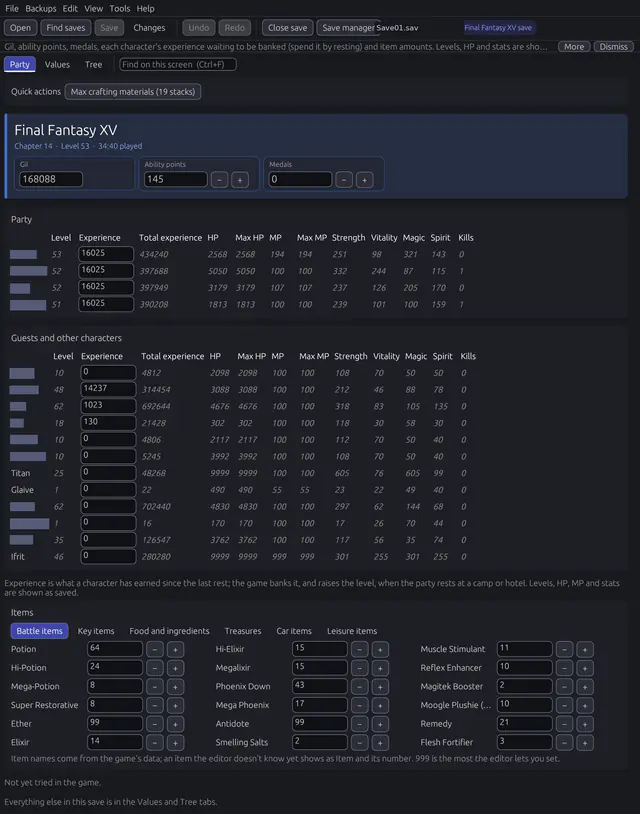 File Backups Edit View Tools Help
Open Find saves Save Changes Undo Redo Close save Save manager Save01.sav Final Fantasy XV save
Gil, ability points, medals, each character's experience waiting to be banked (spend it by resting) and item amounts. Levels, HP and stats are sho... More Dismiss
Party Values Tree Find on this screen (Ctrl+F)
Quick actions Max crafting materials (19 stacks)
Final Fantasy XV
Chapter 14 · Level 53 · 34:40 played
Gil Ability points Medals
168088 145 − + 0 − +
Party
Level Experience Total experience HP Max HP MP Max MP Strength Vitality Magic Spirit Kills
53 16025 434240 2568 2568 194 194 251 98 321 143 0
52 16025 397688 5050 5050 100 100 332 244 87 115 1
52 16025 397949 3179 3179 107 107 237 126 205 170 0
51 16025 390208 1813 1813 100 100 239 101 100 159 1
Guests and other characters
Level Experience Total experience HP Max HP MP Max MP Strength Vitality Magic Spirit Kills
10 0 4812 2098 2098 100 100 108 70 50 50 0
48 14237 314454 3088 3088 100 100 212 46 88 78 0
62 1023 692644 4676 4676 100 100 318 83 105 135 0
18 130 21428 302 302 100 100 118 30 58 30 0
10 0 4806 2117 2117 100 100 112 70 50 40 0
10 0 5245 3992 3992 100 100 108 70 50 40 0
Titan 25 0 48268 9999 9999 100 100 605 76 605 99 0
Glaive 1 0 22 490 490 55 55 23 22 49 40 0
62 0 702440 4830 4830 100 100 297 62 144 68 0
1 0 16 170 170 100 100 17 26 70 44 0
35 0 126547 3762 3762 100 100 117 56 35 74 0
Ifrit 46 0 280280 9999 9999 999 999 301 255 301 255 0
Experience is what a character has earned since the last rest; the game banks it, and raises the level, when the party rests at a camp or hotel. Levels, HP, MP and stats
are shown as saved.
Items
Battle items Key items Food and ingredients Treasures Car items Leisure items
Potion 64 − + Hi-Elixir 15 − + Muscle Stimulant 11 − +
Hi-Potion 24 − + Megalixir 15 − + Reflex Enhancer 10 − +
Mega-Potion 8 − + Phoenix Down 43 − + Magitek Booster 2 − +
Super Restorative 8 − + Mega Phoenix 17 − + Moogle Plushie (... 10 − +
Ether 99 − + Antidote 99 − + Remedy 21 − +
Elixir 14 − + Smelling Salts 2 − + Flesh Fortifier 3 − +
Item names come from the game's data; an item the editor doesn't know yet shows as Item and its number. 999 is the most the editor lets you set.
Not yet tried in the game.
Everything else in this save is in the Values and Tree tabs.